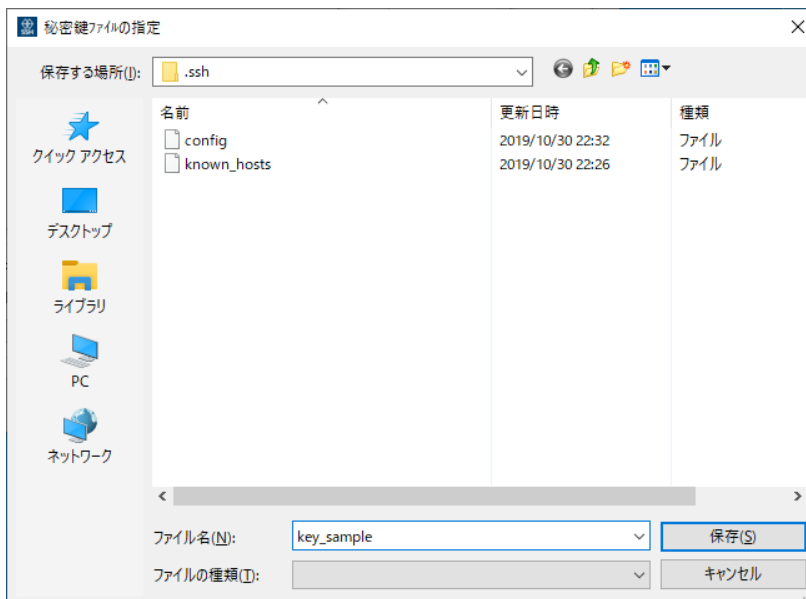 秘密鍵ファイルの指定
保存する場所(I): .ssh
クイック アクセス
デスクトップ
ライブラリ
PC
ネットワーク
名前 更新日時 種類
config 2019/10/30 22:32 ファイル
known_hosts 2019/10/30 22:26 ファイル
ファイル名(N): key_sample 保存(S)
ファイルの種類(T): キャンセル